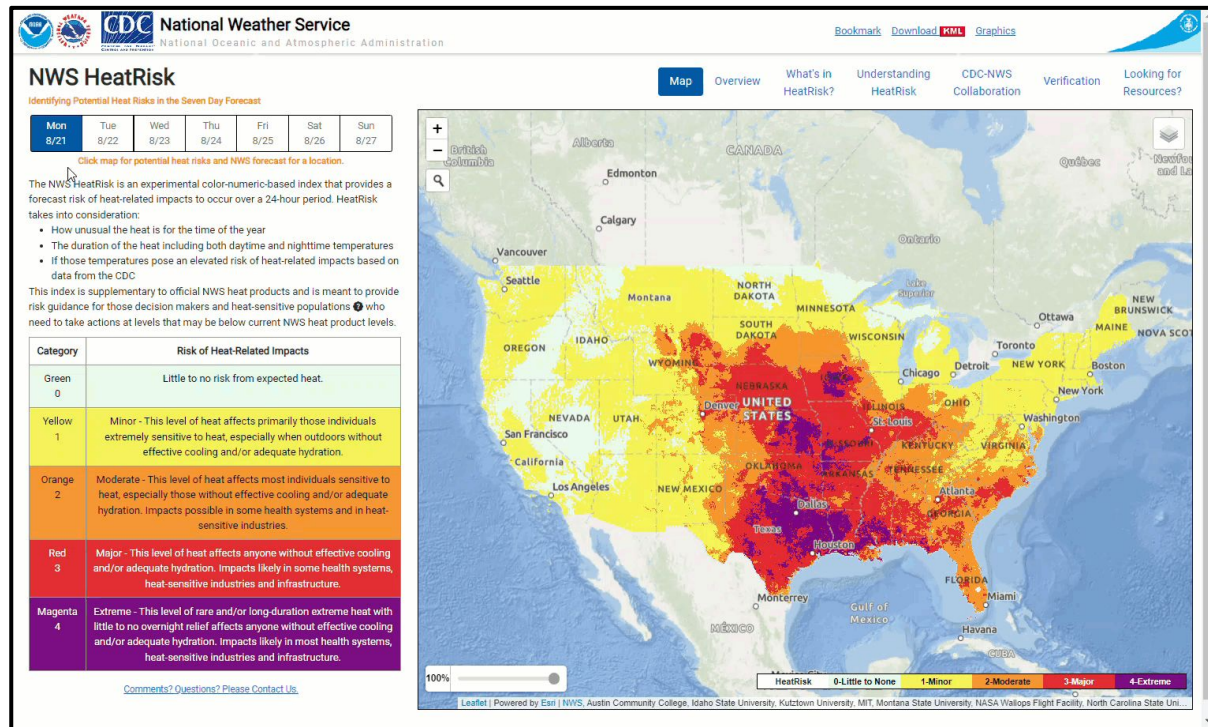 CDC
National Weather Service
National Oceanic and Atmospheric Administration
Bookmark Download KML Graphics
NWS HeatRisk
Identifying Potential Heat Risks in the Seven Day Forecast
Map
Overview
What's in HeatRisk?
Understanding HeatRisk
CDC-NWS Collaboration
Verification
Looking for Resources?
Mon Tue Wed Thu Fri Sat Sun
8/21 8/22 8/23 8/24 8/25 8/26 8/27
Click map for potential heat risks and NWS forecast for a location.
The NWS HeatRisk is an experimental color-numeric-based index that provides a
forecast risk of heat-related impacts to occur over a 24-hour period. HeatRisk
takes into consideration:
• How unusual the heat is for the time of the year
• The duration of the heat including both daytime and nighttime temperatures
• If those temperatures pose an elevated risk of heat-related impacts based on
data from the CDC
This index is supplementary to official NWS heat products and is meant to provide
risk guidance for those decision makers and heat-sensitive populations ? who
need to take actions at levels that may be below current NWS heat product levels.
Category Risk of Heat-Related Impacts
Green
0
Little to no risk from expected heat.
Yellow
1
Minor - This level of heat affects primarily those individuals
extremely sensitive to heat, especially when outdoors without
effective cooling and/or adequate hydration.
Orange
2
Moderate - This level of heat affects most individuals sensitive to
heat, especially those without effective cooling and/or adequate
hydration. Impacts possible in some health systems and in heat-
sensitive industries.
Red
3
Major - This level of heat affects anyone without effective cooling
and/or adequate hydration. Impacts likely in some health systems,
heat-sensitive industries and infrastructure.
Magenta
4
Extreme - This level of rare and/or long-duration extreme heat with
little to no overnight relief affects anyone without effective cooling
and/or adequate hydration. Impacts likely in most health systems,
heat-sensitive industries and infrastructure.
Comments? Questions? Please Contact Us.
+
−
British
Columbia
Alberta
CANADA
Québec
Newfou
and La
Edmonton
Calgary
Ontario
Vancouver
Seattle
Montana
NORTH
DAKOTA
MINNESOTA
Lake
Superior
Ottawa
NEW
BRUNSWICK
MAINE
NOVA SCOT
OREGON
IDAHO
SOUTH
DAKOTA
WISCONSIN
Toronto
WYOMING
Chicago
Detroit
NEW YORK
Boston
NEBRASKA
New York
NEVADA
UTAH
Denver
UNITED
STATES
ILLINOIS
OHIO
Washington
San Francisco
St. Louis
MISSOURI
KENTUCKY
VIRGINIA
California
OKLAHOMA
ARKANSAS
TENNESSEE
Los Angeles
NEW MEXICO
Atlanta
GEORGIA
Dallas
Texas
Houston
FLORIDA
Monterrey
Miami
MÉXICO
Gulf of
Mexico
Havana
CUBA
100%
HeatRisk 0-Little to None 1-Minor 2-Moderate 3-Major 4-Extreme
Leaflet | Powered by Esri | NWS, Austin Community College, Idaho State University, Kutztown University, MIT, Montana State University, NASA Wallops Flight Facility, North Carolina State Uni...